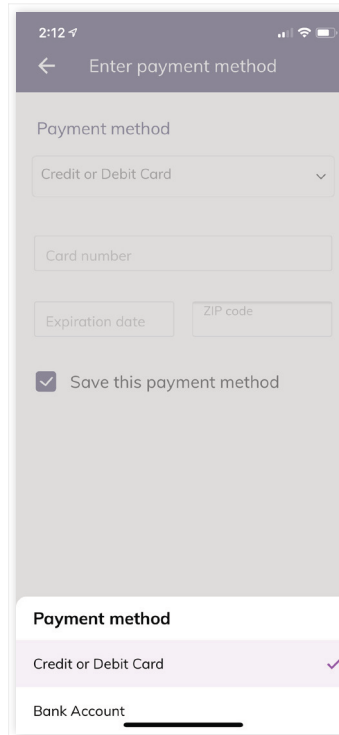 2:12
Enter payment method
Payment method
Credit or Debit Card
Card number
Expiration date
ZIP code
Save this payment method
Payment method
Credit or Debit Card
Bank Account